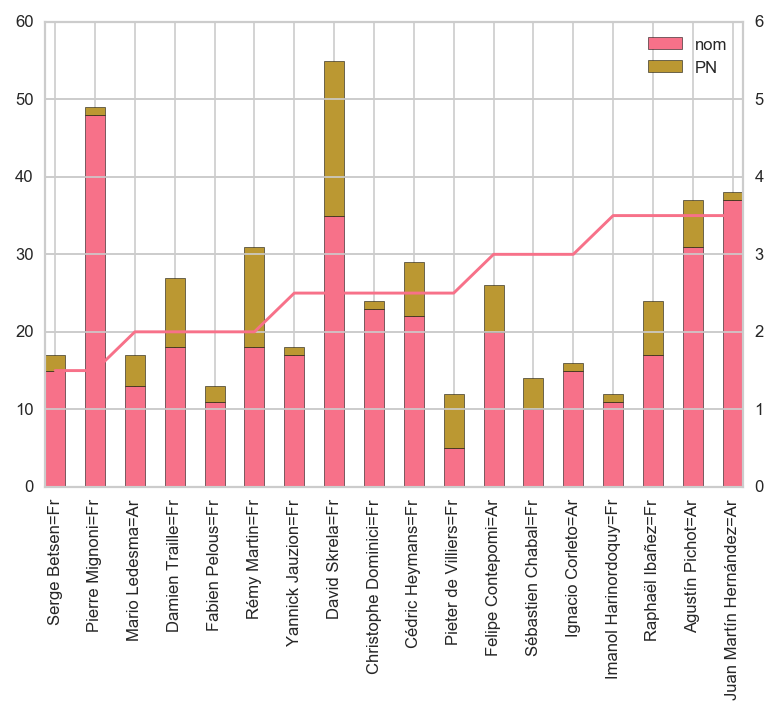 60
50
40
30
20
10
0
6
5
4
3
2
1
0
nom
PN
Serge Betsen=Fr
Pierre Mignoni=Fr
Mario Ledesma=Ar
Damien Traille=Fr
Fabien Pelous=Fr
Rémy Martin=Fr
Yannick Jauzion=Fr
David Skrela=Fr
Christophe Dominici=Fr
Cédric Heymans=Fr
Pieter de Villiers=Fr
Felipe Contepomi=Ar
Sébastien Chabal=Fr
Ignacio Corleto=Ar
Imanol Harinordoquy=Fr
Raphaël Ibañez=Fr
Agustín Pichot=Ar
Juan Martín Hernández=Ar